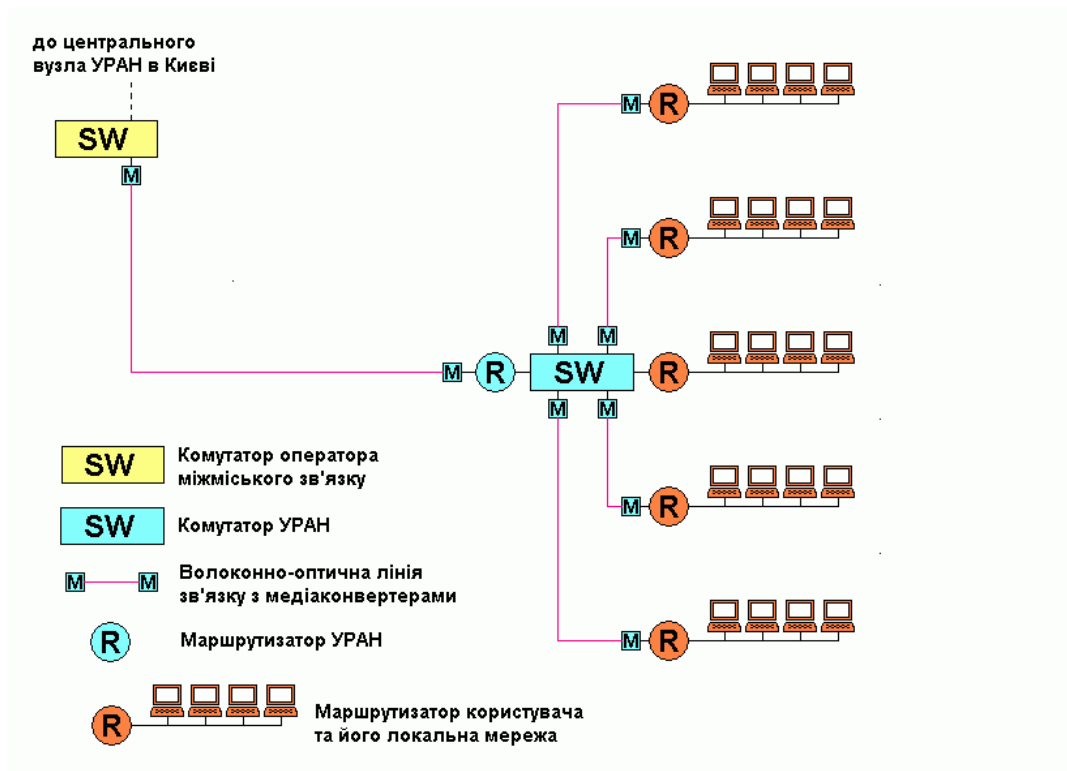 до центрального
вузла УРАН в Києві
SW
M
M
R
M
R
M
M
M
R
SW
R
M
M
M
R
M
R
SW
Комутатор оператора
міжміського зв'язку
SW
Комутатор УРАН
M
M
Волоконно-оптична лінія
зв'язку з медіаконвертерами
R
Маршрутизатор УРАН
R
Маршрутизатор користувача
та його локальна мережа